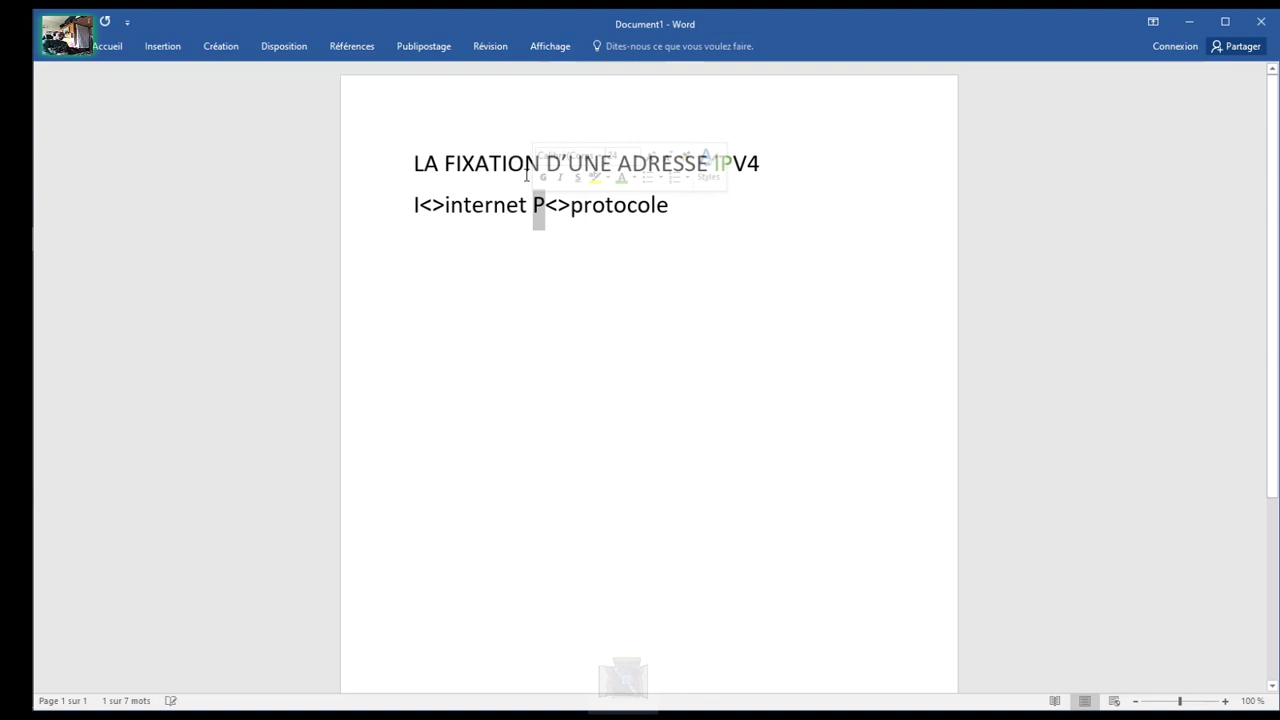 Document1 - Word
Accueil Insertion Création Disposition Références Publipostage Révision Affichage Dites-nous ce que vous voulez faire. Connexion Partager
LA FIXATION D’UNE ADRESSE IPV4
G I S Styles
I<>internet P<>protocole
Page 1 sur 1 1 sur 7 mots 100 %